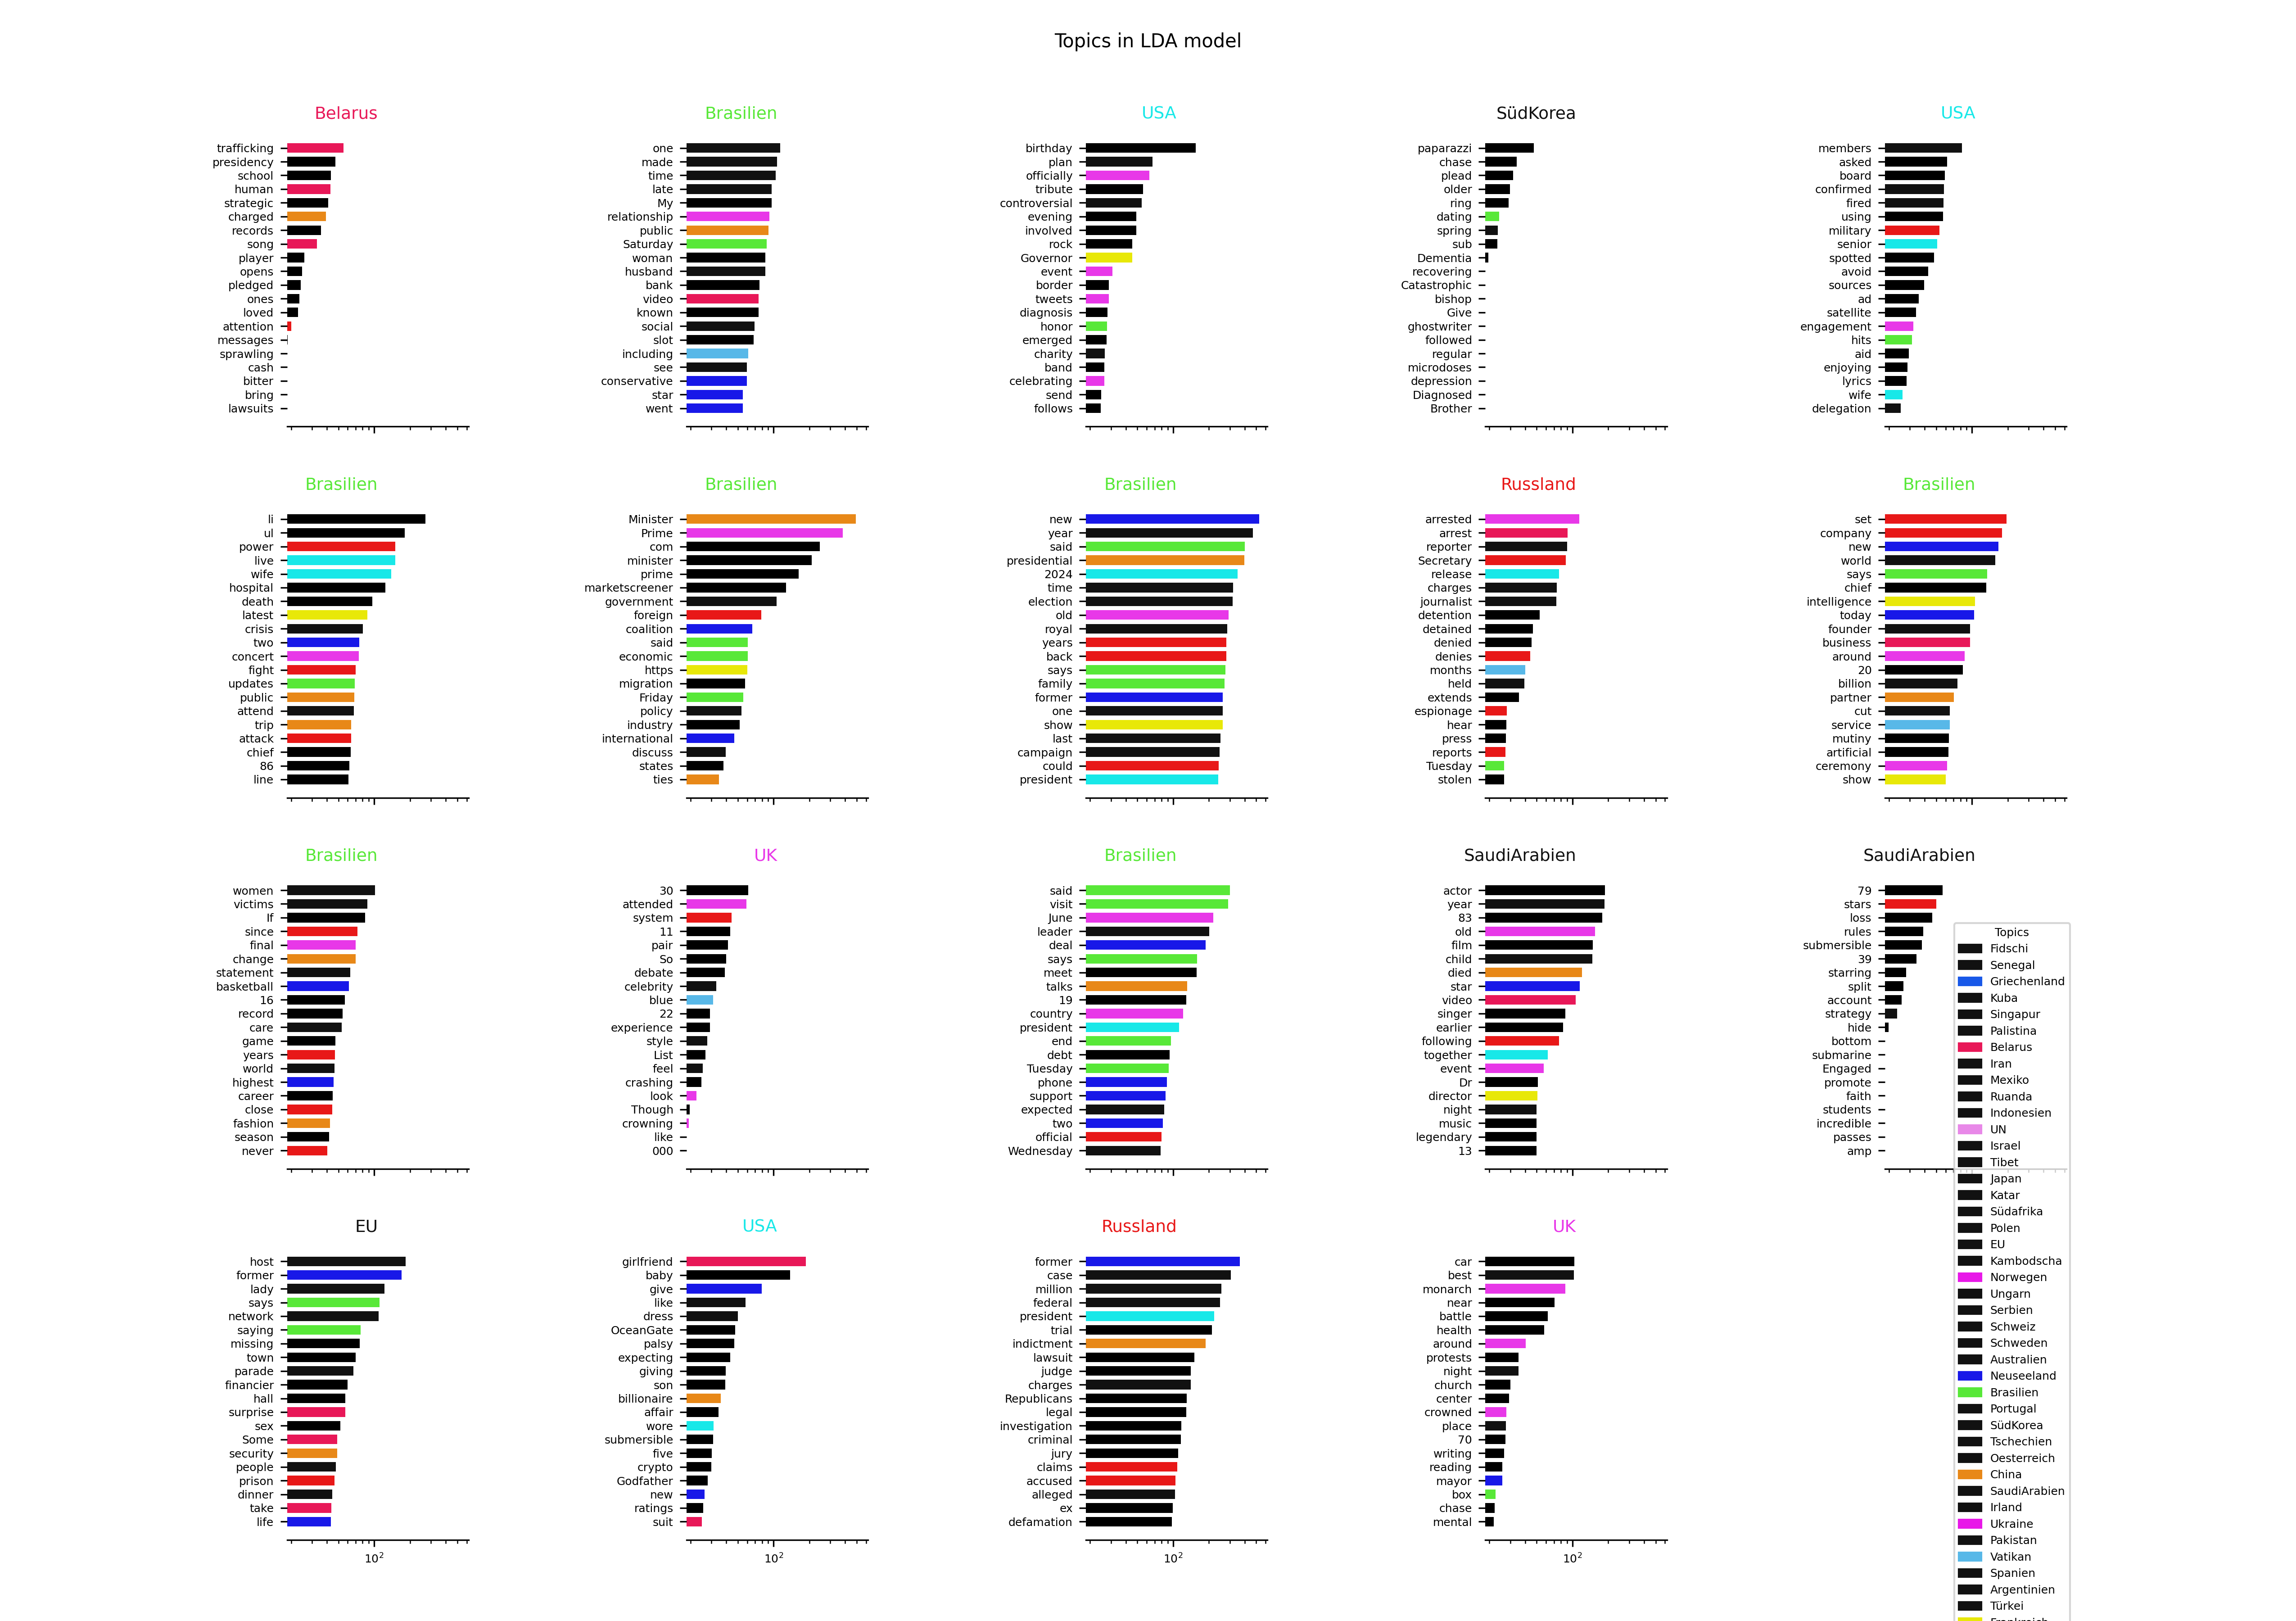 Topics in LDA model
Belarus
trafficking
presidency
school
human
strategic
charged
records
song
player
opens
pledged
ones
loved
attention
messages
sprawling
cash
bitter
bring
lawsuits
Brasilien
one
made
time
late
My
relationship
public
Saturday
woman
husband
bank
video
known
social
slot
including
see
conservative
star
went
USA
birthday
plan
officially
tribute
controversial
evening
involved
rock
Governor
event
border
tweets
diagnosis
honor
emerged
charity
band
celebrating
send
follows
SüdKorea
paparazzi
chase
plead
older
ring
dating
spring
sub
Dementia
recovering
Catastrophic
bishop
Give
ghostwriter
followed
regular
microdoses
depression
Diagnosed
Brother
USA
members
asked
board
confirmed
fired
using
military
senior
spotted
avoid
sources
ad
satellite
engagement
hits
aid
enjoying
lyrics
wife
delegation
Brasilien
li
ul
power
live
wife
hospital
death
latest
crisis
two
concert
fight
updates
public
attend
trip
attack
chief
86
line
Brasilien
Minister
Prime
com
minister
prime
marketscreener
government
foreign
coalition
said
economic
https
migration
Friday
policy
industry
international
discuss
states
ties
Brasilien
new
year
said
presidential
2024
time
election
old
royal
years
back
says
family
former
one
show
last
campaign
could
president
Russland
arrested
arrest
reporter
Secretary
release
charges
journalist
detention
detained
denied
denies
months
held
extends
espionage
hear
press
reports
Tuesday
stolen
Brasilien
set
company
new
world
says
chief
intelligence
today
founder
business
around
20
billion
partner
cut
service
mutiny
artificial
ceremony
show
Brasilien
women
victims
If
since
final
change
statement
basketball
16
record
care
game
years
world
highest
career
close
fashion
season
never
UK
30
attended
system
11
pair
So
debate
celebrity
blue
22
experience
style
List
feel
crashing
look
Though
crowning
like
000
Brasilien
said
visit
June
leader
deal
says
meet
talks
19
country
president
end
debt
Tuesday
phone
support
expected
two
official
Wednesday
SaudiArabien
actor
year
83
old
film
child
died
star
video
singer
earlier
following
together
event
Dr
director
night
music
legendary
13
SaudiArabien
79
stars
loss
rules
submersible
39
starring
split
account
strategy
hide
bottom
submarine
Engaged
promote
faith
students
incredible
passes
amp
EU
host
former
lady
says
network
saying
missing
town
parade
financier
hall
surprise
sex
Some
security
people
prison
dinner
take
life
10²
USA
girlfriend
baby
give
like
dress
OceanGate
palsy
expecting
giving
son
billionaire
affair
wore
submersible
five
crypto
Godfather
new
ratings
suit
10²
Russland
former
case
million
federal
president
trial
indictment
lawsuit
judge
charges
Republicans
legal
investigation
criminal
jury
claims
accused
alleged
ex
defamation
10²
UK
car
best
monarch
near
battle
health
around
protests
night
church
center
crowned
place
70
writing
reading
mayor
box
chase
mental
10²
Topics
Fidschi
Senegal
Griechenland
Kuba
Singapur
Palistina
Belarus
Iran
Mexiko
Ruanda
Indonesien
UN
Israel
Tibet
Japan
Katar
Südafrika
Polen
EU
Kambodscha
Norwegen
Ungarn
Serbien
Schweiz
Schweden
Australien
Neuseeland
Brasilien
Portugal
SüdKorea
Tschechien
Oesterreich
China
SaudiArabien
Irland
Ukraine
Pakistan
Vatikan
Spanien
Argentinien
Türkei